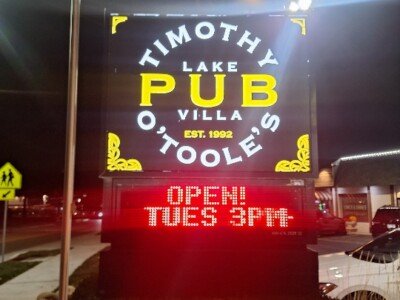 TIMOTHY
LAKE
PUB
VILLA
EST. 1992
O'TOOLE'S
OPEN!
TUES 3PM-